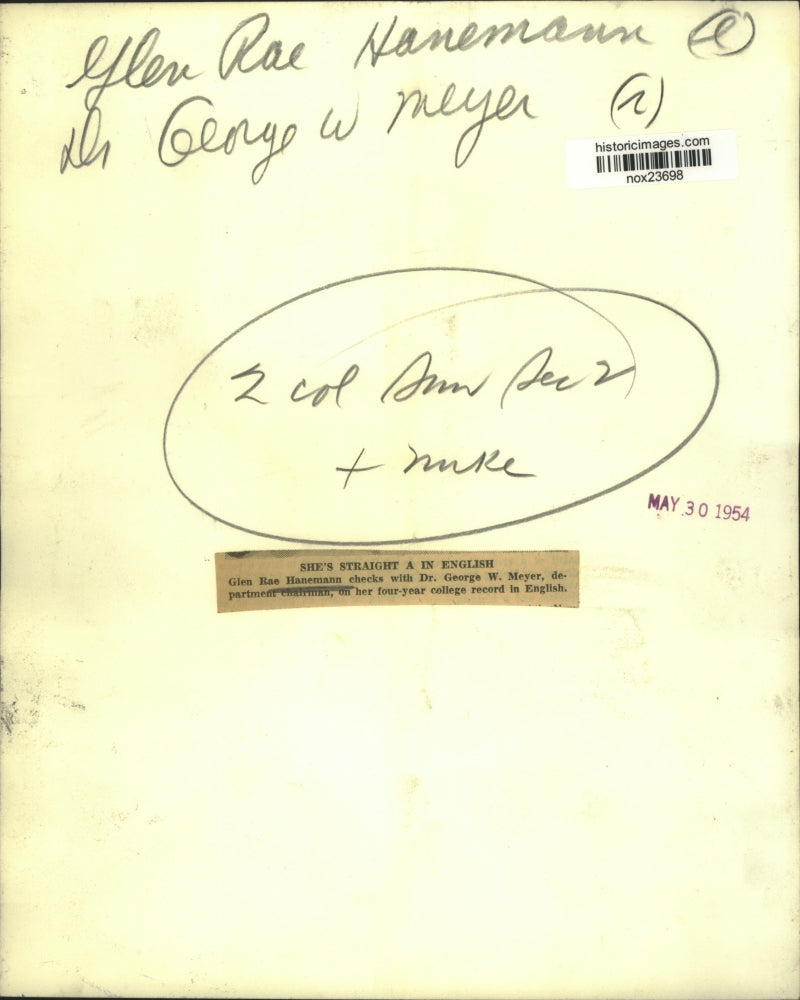 Glen Rae Hanemann (l)
Dr George W Meyer (r)
historicimages.com
nox23698
2 col Sun Sec 2
+
MAY 30 1954
SHE'S STRAIGHT A IN ENGLISH
Glen Rae Hanemann checks with Dr. George W. Meyer, de-
partment chairman, on her four-year college record in English.